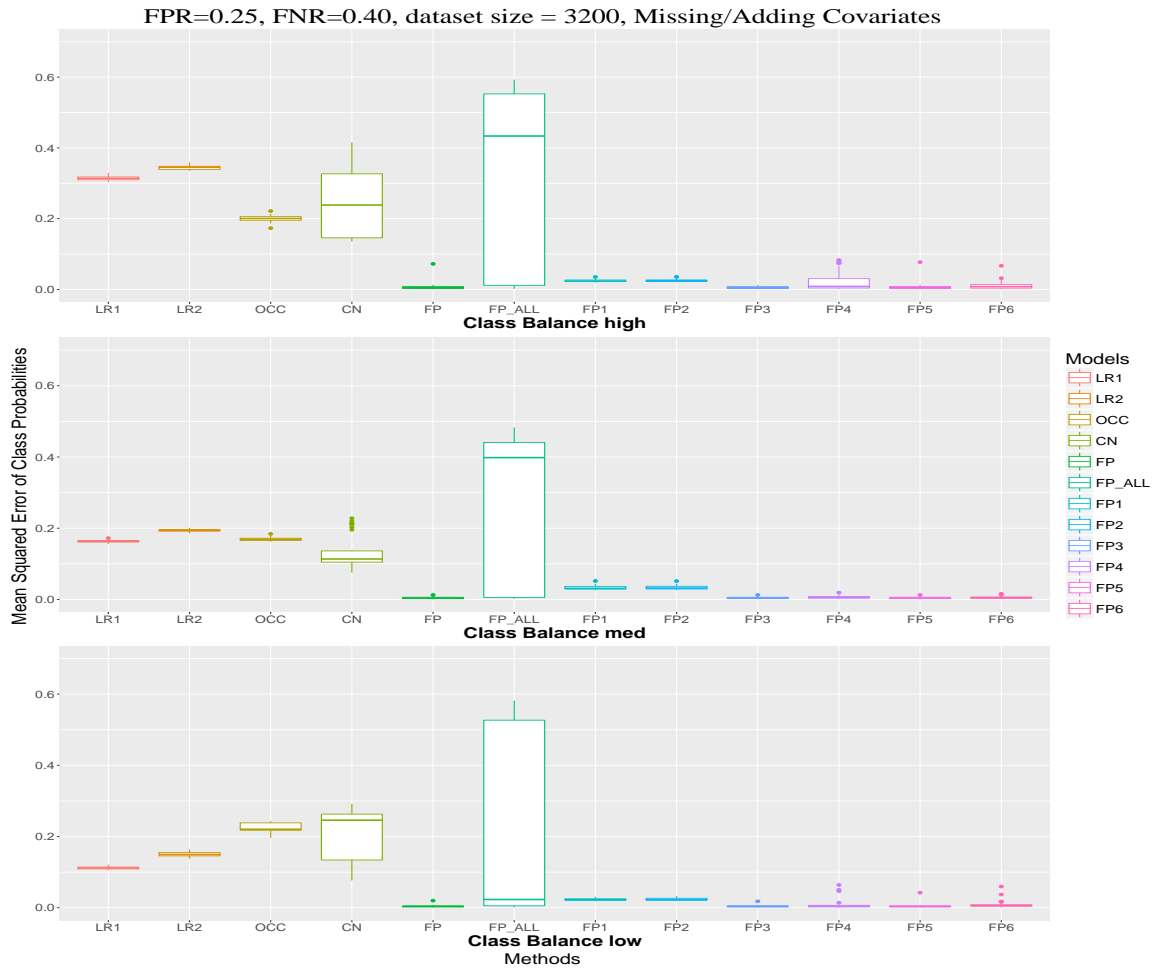 FPR=0.25, FNR=0.40, dataset size = 3200, Missing/Adding Covariates
Mean Squared Error of Class Probabilities
0.6
0.4
0.2
0.0
LR1 LR2 OCC CN FP FP_ALL FP1 FP2 FP3 FP4 FP5 FP6
Class Balance high
0.6
0.4
0.2
0.0
LR1 LR2 OCC CN FP FP_ALL FP1 FP2 FP3 FP4 FP5 FP6
Class Balance med
0.6
0.4
0.2
0.0
LR1 LR2 OCC CN FP FP_ALL FP1 FP2 FP3 FP4 FP5 FP6
Class Balance low
Methods
Models
LR1
LR2
OCC
CN
FP
FP_ALL
FP1
FP2
FP3
FP4
FP5
FP6